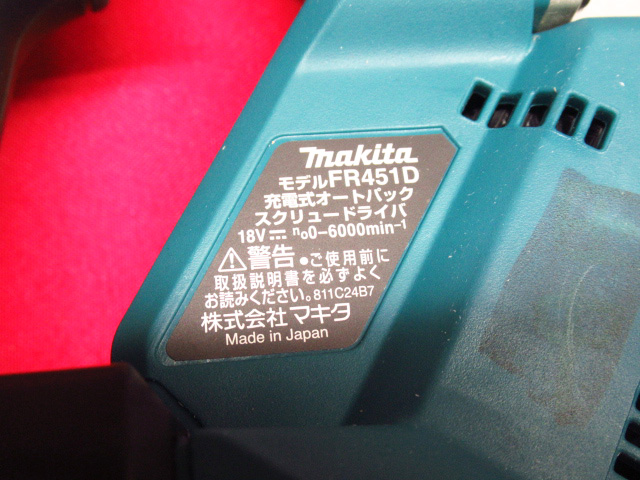 makita
モデルFR451D
充電式オートパック
スクリュードライバ
18V⎓ n₀0-6000min⁻¹
⚠警告 ●ご使用前に
取扱説明書を必ずよく
お読みください。811C24B7
株式会社マキタ
Made in Japan